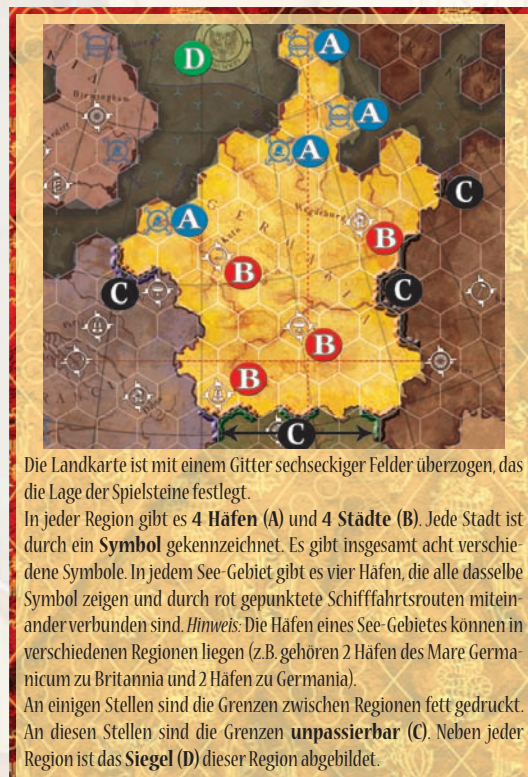 D
A
A
Birmingham
A
C
Magdeburg
A
B
GERMANIA
B
C
C
B
B
C
Die Landkarte ist mit einem Gitter sechseckiger Felder überzogen, das
die Lage der Spielsteine festlegt.
In jeder Region gibt es 4 Häfen (A) und 4 Städte (B). Jede Stadt ist
durch ein Symbol gekennzeichnet. Es gibt insgesamt acht verschie-
dene Symbole. In jedem See-Gebiet gibt es vier Häfen, die alle dasselbe
Symbol zeigen und durch rot gepunktete Schifffahrtsrouten mitein-
ander verbunden sind. Hinweis: Die Häfen eines See-Gebietes können in
verschiedenen Regionen liegen (z.B. gehören 2 Häfen des Mare Germa-
nicum zu Britannia und 2 Häfen zu Germania).
An einigen Stellen sind die Grenzen zwischen Regionen fett gedruckt.
An diesen Stellen sind die Grenzen unpassierbar (C). Neben jeder
Region ist das Siegel (D) dieser Region abgebildet.